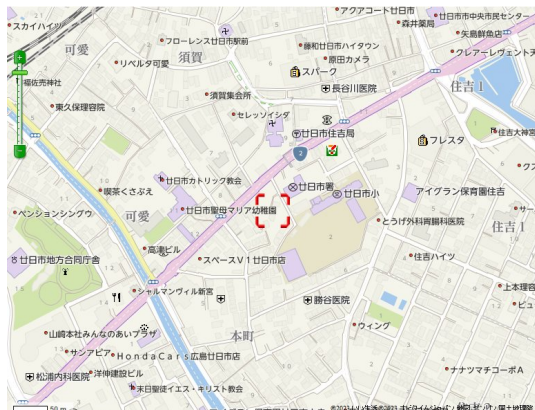 スカイハイツ
アクアコート廿日市
森井薬局
廿日市市中央市民センター
矢島鮮魚店
フローレンス廿日市駅前
藤和廿日市ハイタウン
原田カメラ
クレアーレヴェント天
可愛
リベルタ可愛
須賀
スパーク
長谷川医院
住吉1
福佐売神社
東久保理容院
須賀集会所
セレッソイシダ
廿日市住吉局
フレスタ
住吉大神宮
2
廿日市カトリック教会
廿日市署
廿日市小
アイグラン保育園住吉
喫茶くさぶえ
ペンションシングウ
可愛
廿日市聖母マリア幼稚園
とうげ外科胃腸科医院
住吉1
高津ビル
廿日市地方合同庁舎
スペースV1廿日市店
住吉ハイツ
シャルマンヴィル新宮
勝谷医院
上本理容
ウィング
山崎本社みんなのあいプラザ
本町
サンアピア
HondaCars広島廿日市店
松浦内科医院
洋伸建設ビル
ナナツマチコーポA
末日聖徒イエス・キリスト教会
50m